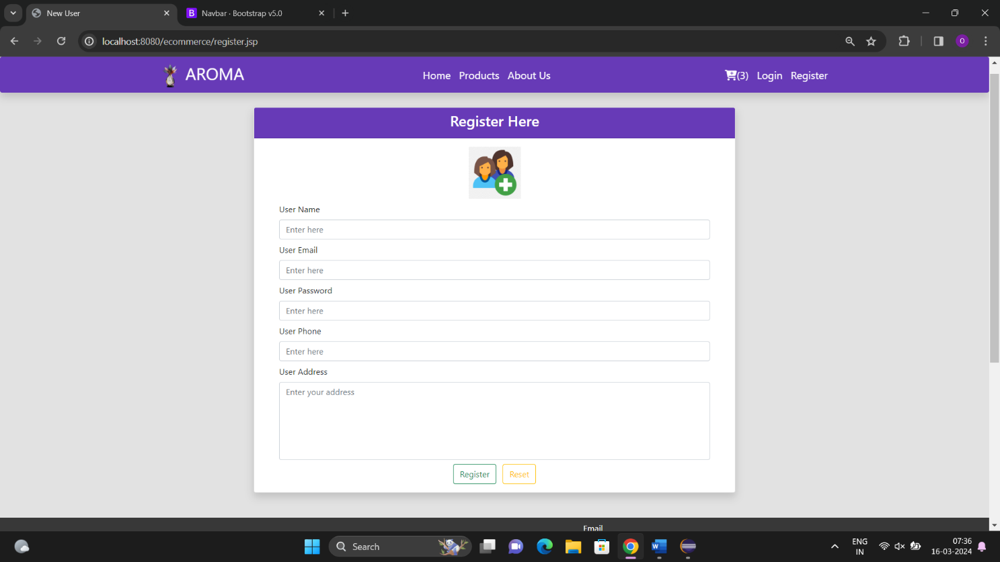 New User
Navbar · Bootstrap v5.0
localhost:8080/ecommerce/register.jsp
O
AROMA
Home Products About Us
(3) Login Register
Register Here
User Name
Enter here
User Email
Enter here
User Password
Enter here
User Phone
Enter here
User Address
Enter your address
Register Reset
Email
Search
ENG
IN
07:36
16-03-2024